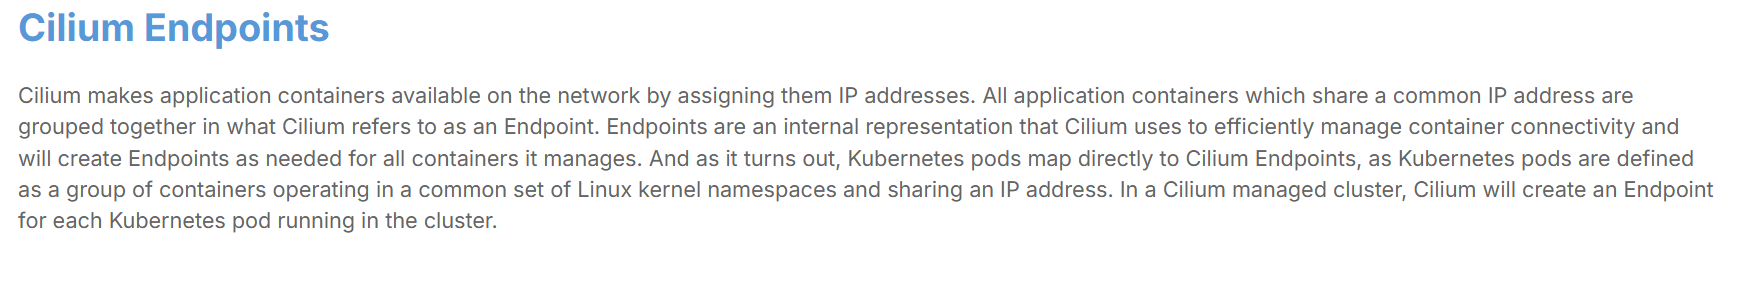 Cilium Endpoints
Cilium makes application containers available on the network by assigning them IP addresses. All application containers which share a common IP address are
grouped together in what Cilium refers to as an Endpoint. Endpoints are an internal representation that Cilium uses to efficiently manage container connectivity and
will create Endpoints as needed for all containers it manages. And as it turns out, Kubernetes pods map directly to Cilium Endpoints, as Kubernetes pods are defined
as a group of containers operating in a common set of Linux kernel namespaces and sharing an IP address. In a Cilium managed cluster, Cilium will create an Endpoint
for each Kubernetes pod running in the cluster.